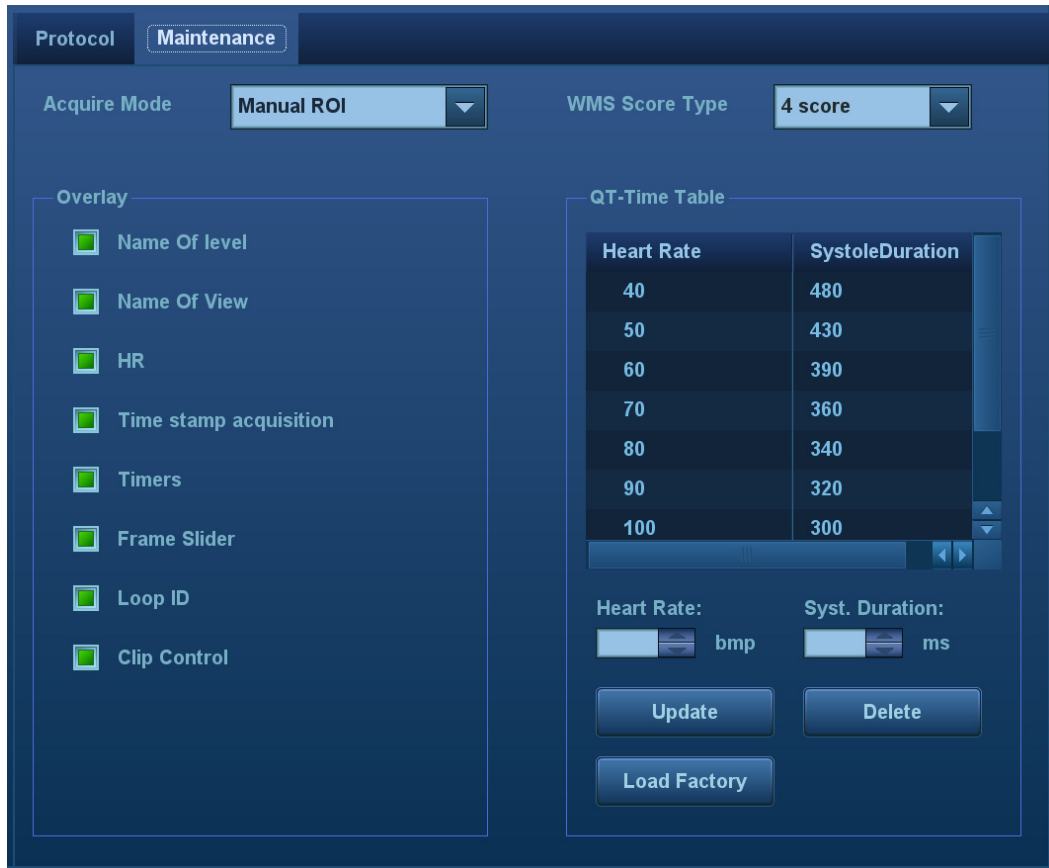 Protocol Maintenance
Acquire Mode Manual ROI WMS Score Type 4 score
Overlay
Name Of level
Name Of View
HR
Time stamp acquisition
Timers
Frame Slider
Loop ID
Clip Control
QT-Time Table
Heart Rate SystoleDuration
40 480
50 430
60 390
70 360
80 340
90 320
100 300
Heart Rate: Syst. Duration:
bmp ms
Update Delete
Load Factory